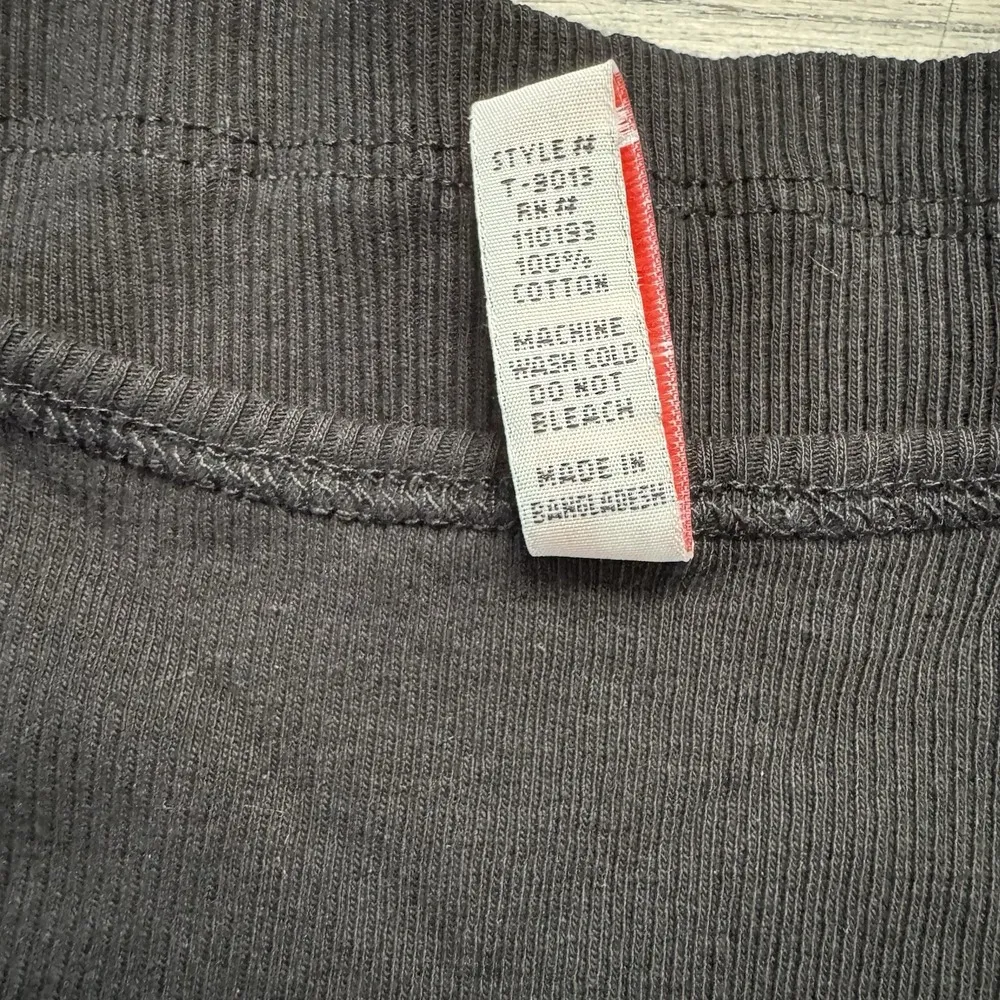 STYLE #
T-9013
RN #
110193
100%
COTTON
MACHINE
WASH COLD
DO NOT
BLEACH
MADE IN
BANGLADESH